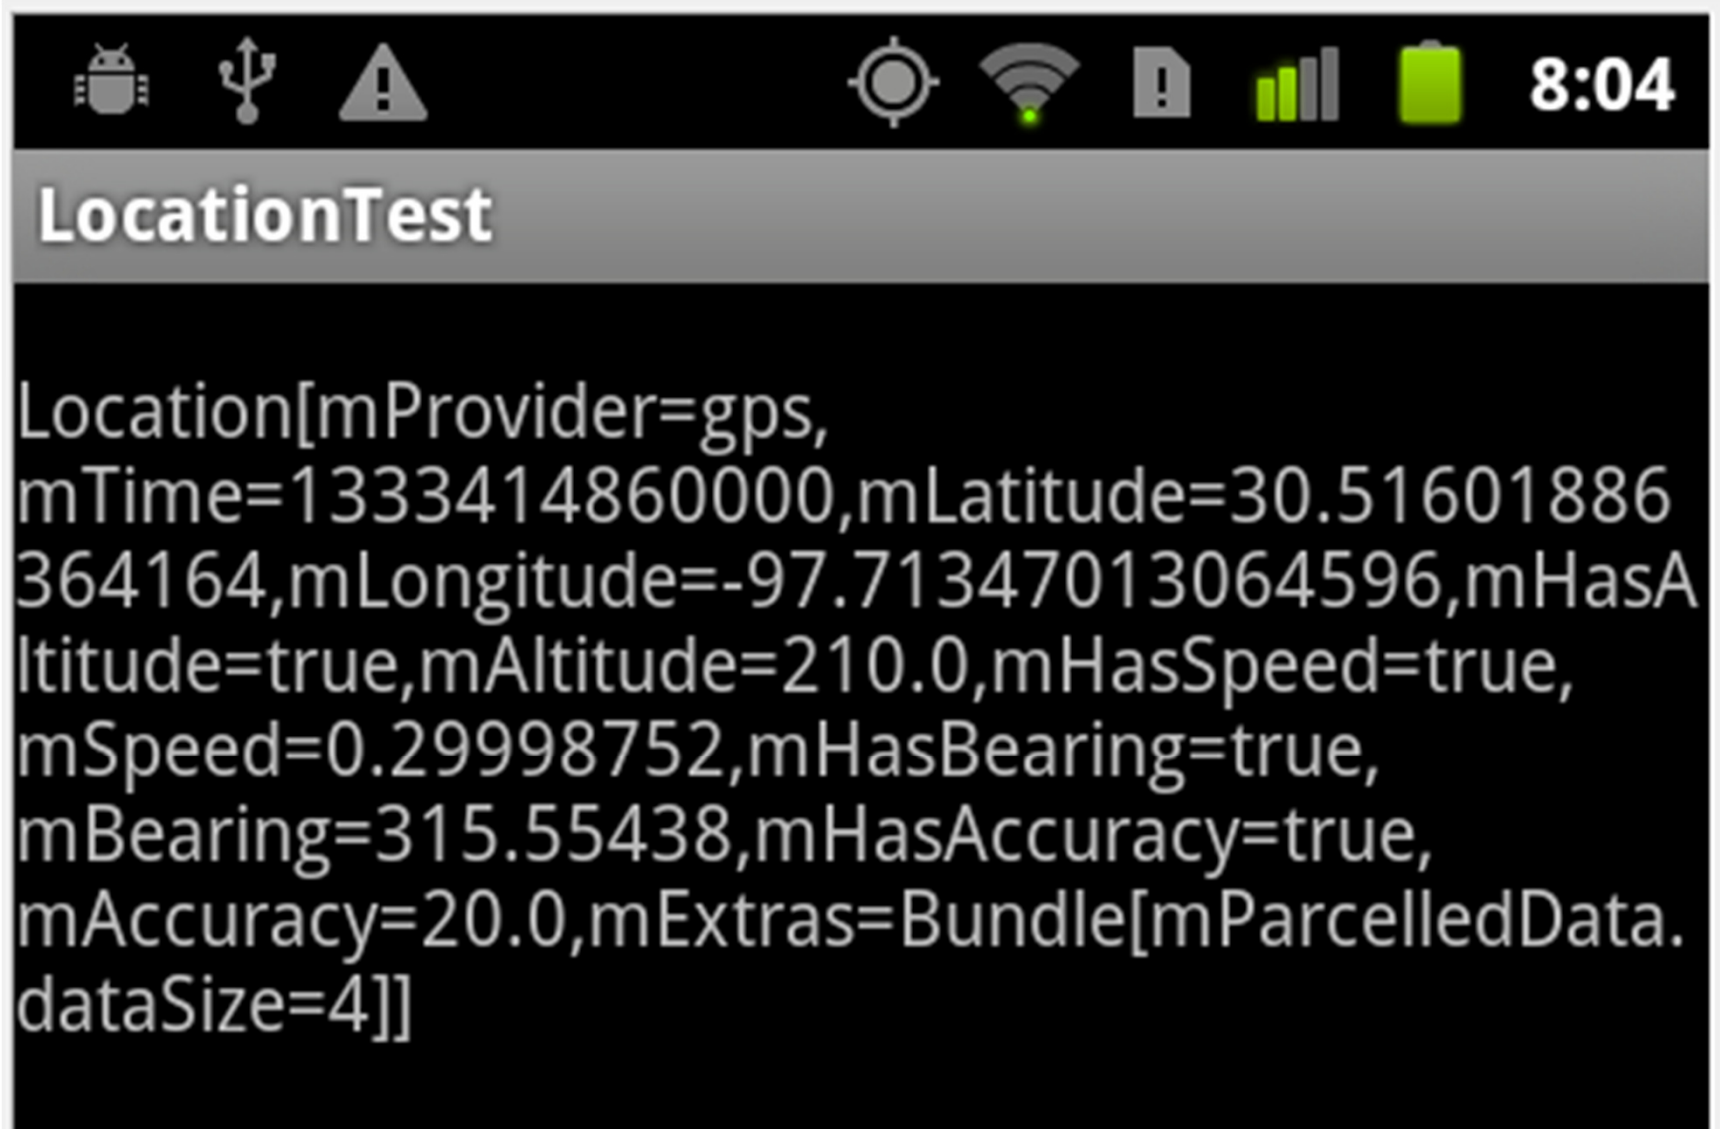 8:04
LocationTest
Location[mProvider=gps,
mTime=1333414860000,mLatitude=30.51601886
364164,mLongitude=-97.71347013064596,mHasA
ltitude=true,mAltitude=210.0,mHasSpeed=true,
mSpeed=0.29998752,mHasBearing=true,
mBearing=315.55438,mHasAccuracy=true,
mAccuracy=20.0,mExtras=Bundle[mParcelledData.
dataSize=4]]